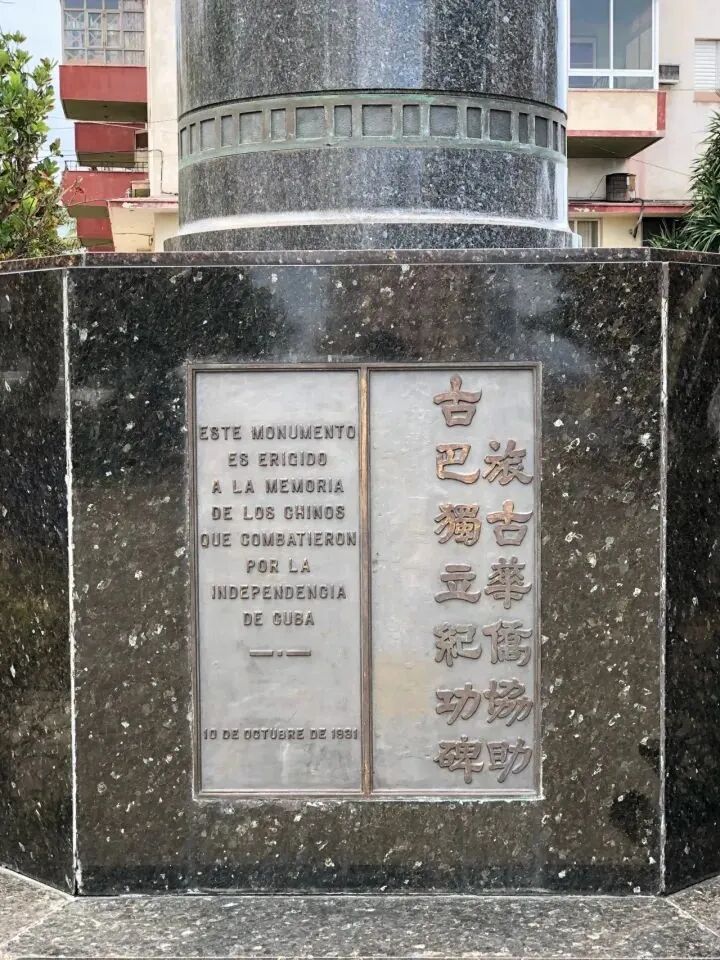 ESTE MONUMENTO
ES ERIGIDO
A LA MEMORIA
DE LOS CHINOS
QUE COMBATIERON
POR LA
INDEPENDENCIA
DE CUBA
10 DE OCTUBRE DE 1931
旅古華僑協助
古巴獨立紀功碑